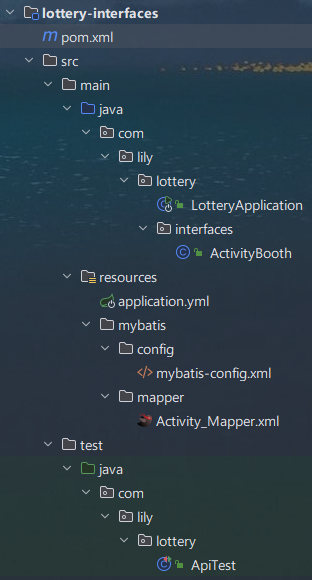 lottery-interfaces
pom.xml
src
main
java
com
lily
lottery
LotteryApplication
interfaces
ActivityBooth
resources
application.yml
mybatis
config
mybatis-config.xml
mapper
Activity_Mapper.xml
test
java
com
lily
lottery
ApiTest